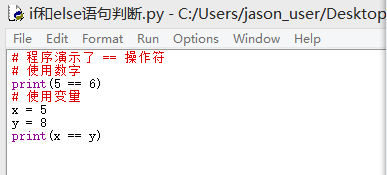 if和else语句判断.py - C:/Users/jason_user/Desktop
File Edit Format Run Options Window Help
# 程序演示了 == 操作符
# 使用数字
print(5 == 6)
# 使用变量
x = 5
y = 8
print(x == y)